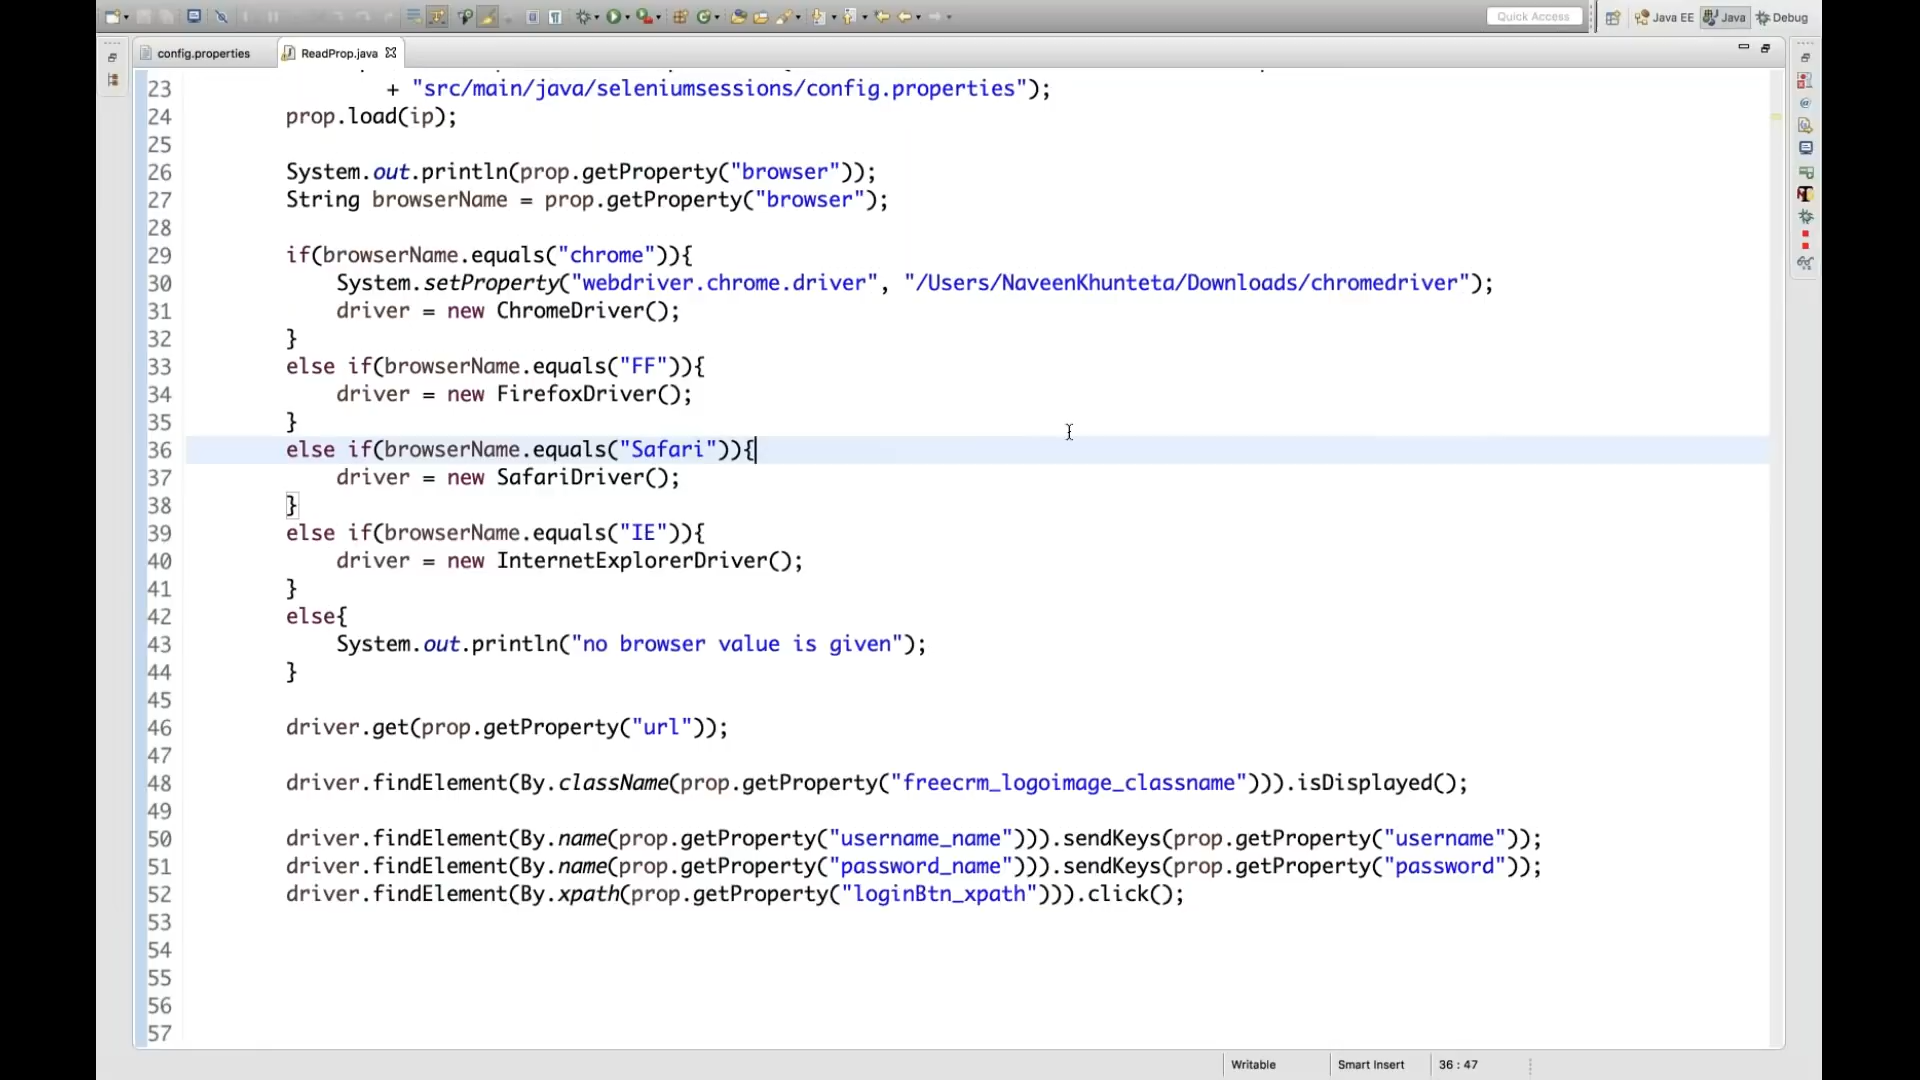 Quick Access
Java EE
Java
Debug
config.properties
ReadProp.java
23 + "src/main/java/seleniumsessions/config.properties");
24 prop.load(ip);
25
26 System.out.println(prop.getProperty("browser"));
27 String browserName = prop.getProperty("browser");
28
29 if(browserName.equals("chrome")){
30 System.setProperty("webdriver.chrome.driver", "/Users/NaveenKhunteta/Downloads/chromedriver");
31 driver = new ChromeDriver();
32 }
33 else if(browserName.equals("FF")){
34 driver = new FirefoxDriver();
35 }
36 else if(browserName.equals("Safari")){
37 driver = new SafariDriver();
38 }
39 else if(browserName.equals("IE")){
40 driver = new InternetExplorerDriver();
41 }
42 else{
43 System.out.println("no browser value is given");
44 }
45
46 driver.get(prop.getProperty("url"));
47
48 driver.findElement(By.className(prop.getProperty("freecrm_logoimage_classname"))).isDisplayed();
49
50 driver.findElement(By.name(prop.getProperty("username_name"))).sendKeys(prop.getProperty("username"));
51 driver.findElement(By.name(prop.getProperty("password_name"))).sendKeys(prop.getProperty("password"));
52 driver.findElement(By.xpath(prop.getProperty("loginBtn_xpath"))).click();
53
54
55
56
57
Writable
Smart Insert
36 : 47